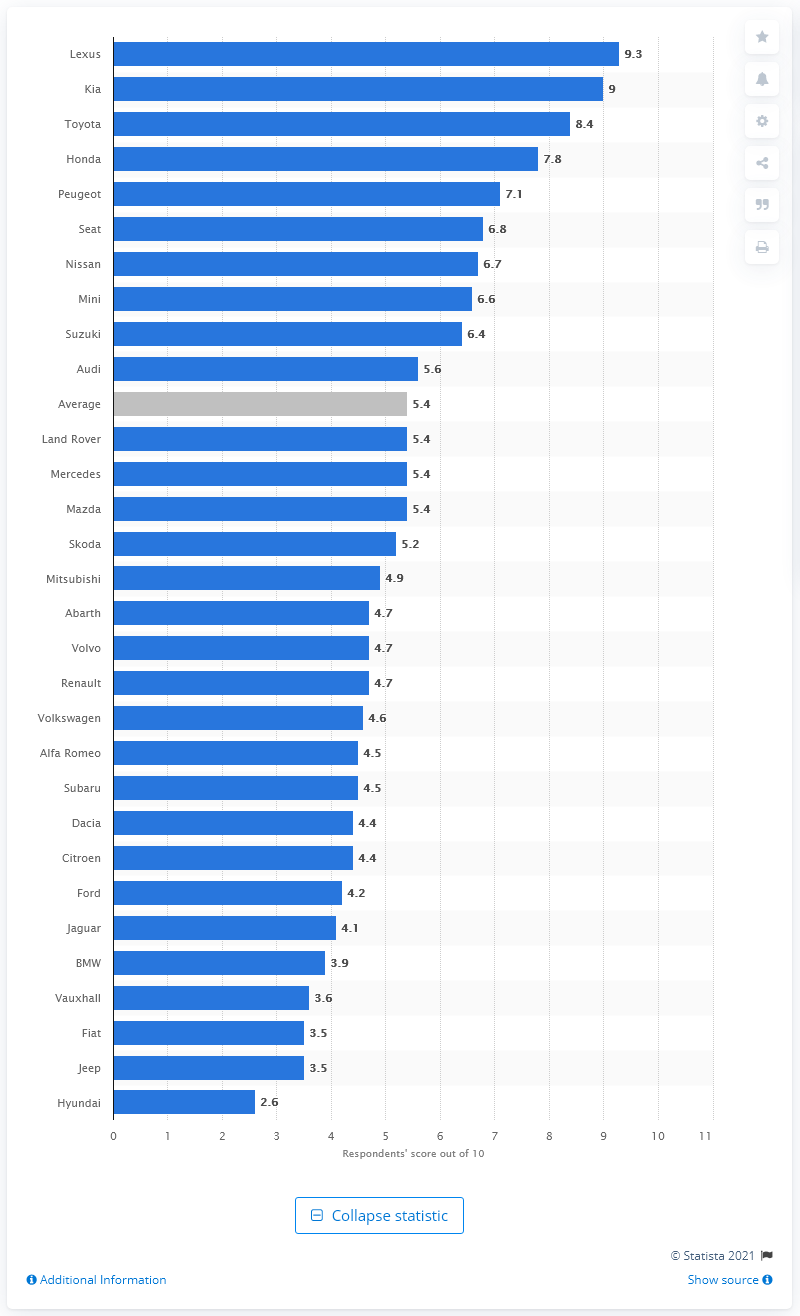 Lexus 9.3
Kia 9
Toyota 8.4
Honda 7.8
Peugeot 7.1
Seat 6.8
Nissan 6.7
Mini 6.6
Suzuki 6.4
Audi 5.6
Average 5.4
Land Rover 5.4
Mercedes 5.4
Mazda 5.4
Skoda 5.2
Mitsubishi 4.9
Abarth 4.7
Volvo 4.7
Renault 4.7
Volkswagen 4.6
Alfa Romeo 4.5
Subaru 4.5
Dacia 4.4
Citroen 4.4
Ford 4.2
Jaguar 4.1
BMW 3.9
Vauxhall 3.6
Fiat 3.5
Jeep 3.5
Hyundai 2.6
0 1 2 3 4 5 6 7 8 9 10 11
Respondents' score out of 10
Collapse statistic
© Statista 2021
Additional Information Show source